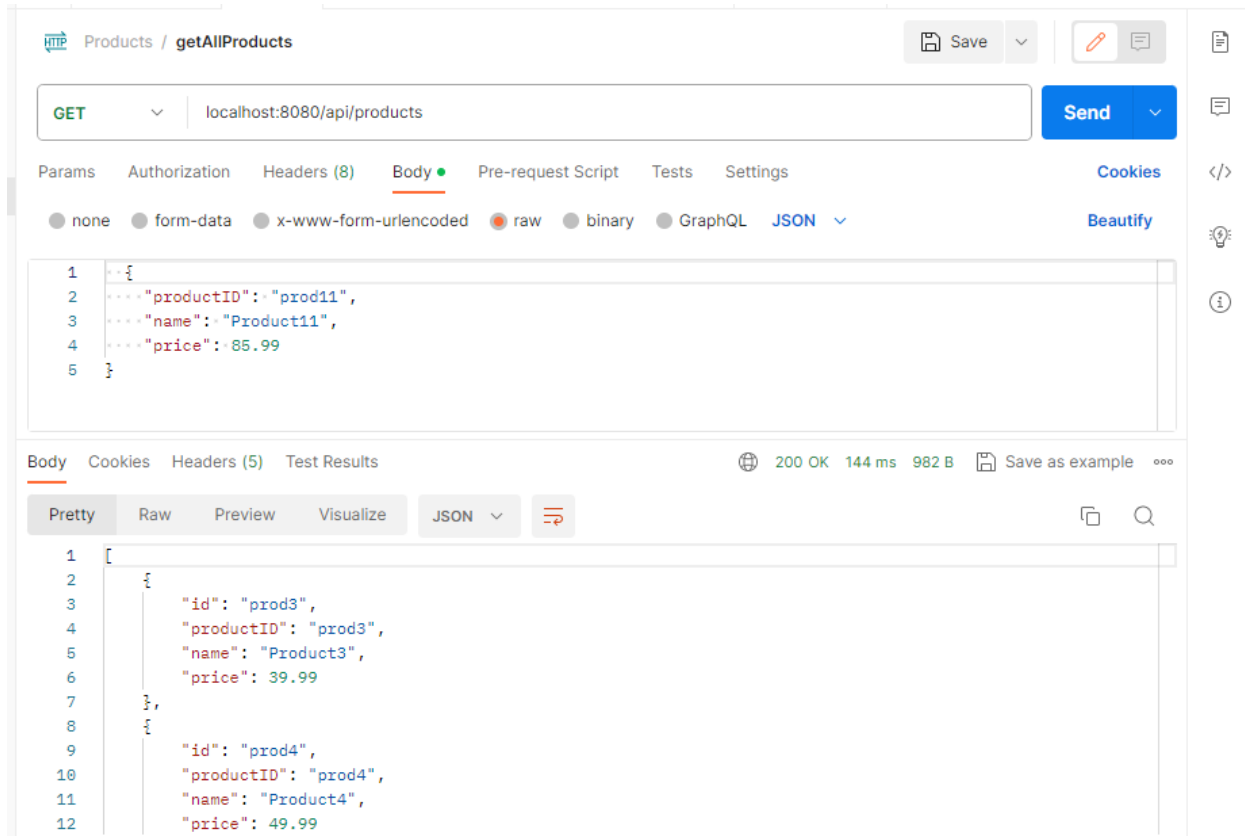 HTTP Products / getAllProducts Save
GET localhost:8080/api/products Send
Params Authorization Headers (8) Body Pre-request Script Tests Settings Cookies
none form-data x-www-form-urlencoded raw binary GraphQL JSON Beautify
1 {
2 "productID": "prod11",
3 "name": "Product11",
4 "price": 85.99
5 }
Body Cookies Headers (5) Test Results 200 OK 144 ms 982 B Save as example
Pretty Raw Preview Visualize JSON
1 [
2 {
3 "id": "prod3",
4 "productID": "prod3",
5 "name": "Product3",
6 "price": 39.99
7 },
8 {
9 "id": "prod4",
10 "productID": "prod4",
11 "name": "Product4",
12 "price": 49.99